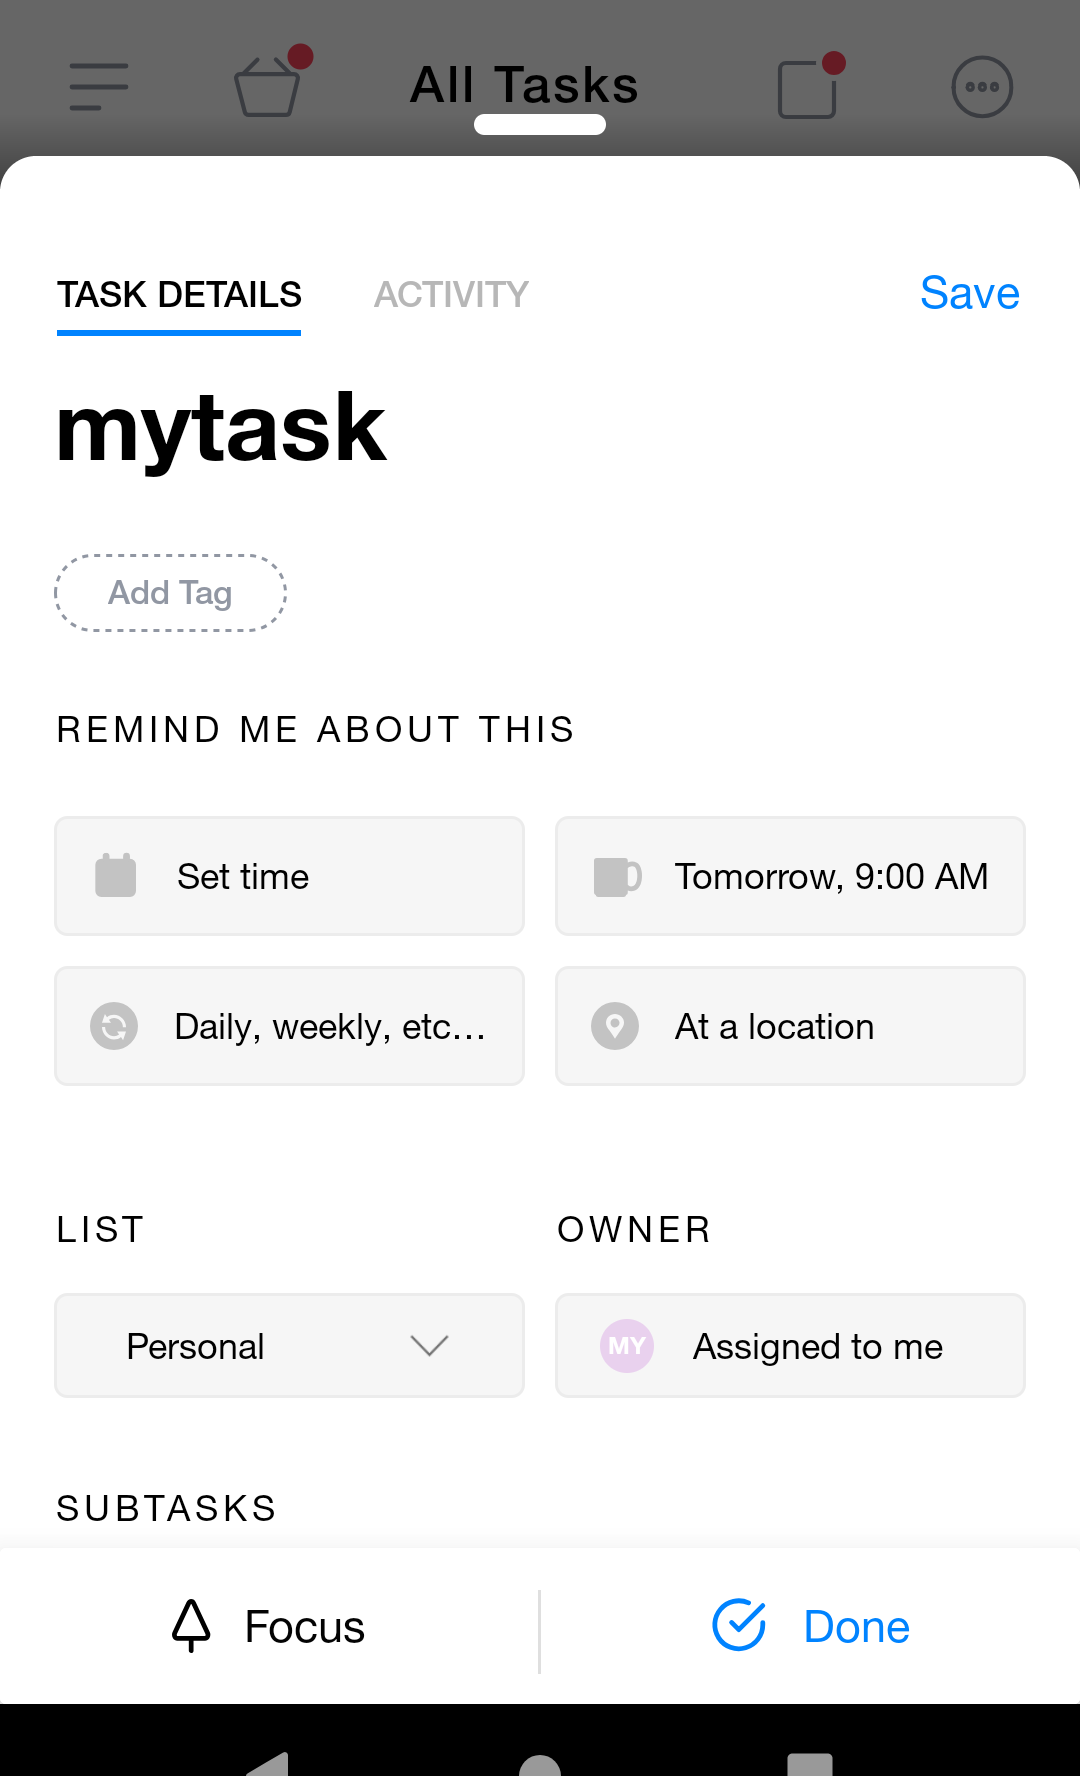 All Tasks
TASK DETAILS
ACTIVITY
Save
mytask
Add Tag
REMIND ME ABOUT THIS
Set time
Tomorrow, 9:00 AM
Daily, weekly, etc...
At a location
LIST
OWNER
Personal
MY
Assigned to me
SUBTASKS
Focus
Done